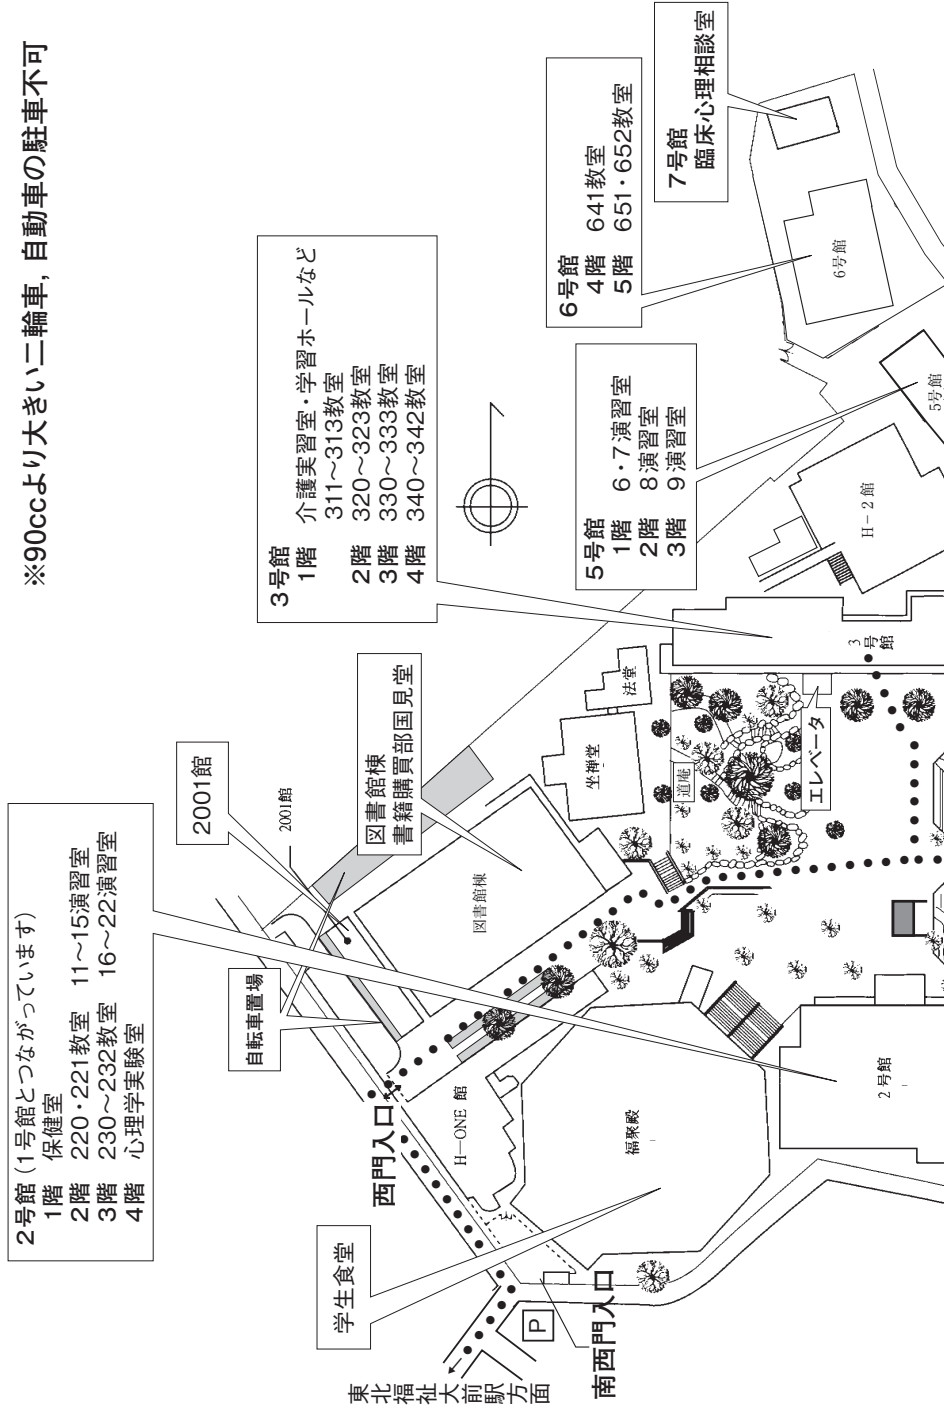 ※90ccより大きい二輪車, 自動車の駐車不可
2号館（1号館とつながっています）
1階　保健室
2階　220・221教室　11～15演習室
3階　230～232教室　16～22演習室
4階　心理学実験室
2001館
2001館
自転車置場
図書館棟
書籍購買部国見堂
図書館棟
3号館
1階　介護実習室・学習ホールなど
311～313教室
2階　320～323教室
3階　330～333教室
4階　340～342教室
5号館
1階　6・7演習室
2階　8演習室
3階　9演習室
6号館
4階　641教室
5階　651・652教室
7号館
臨床心理相談室
6号館
5号館
H-2館
3号館
法堂
坐禅堂
道庵
エレベータ
西門入口
H-ONE 館
福聚殿
2号館
学生食堂
P
南西門入口
東北福祉大前駅方面